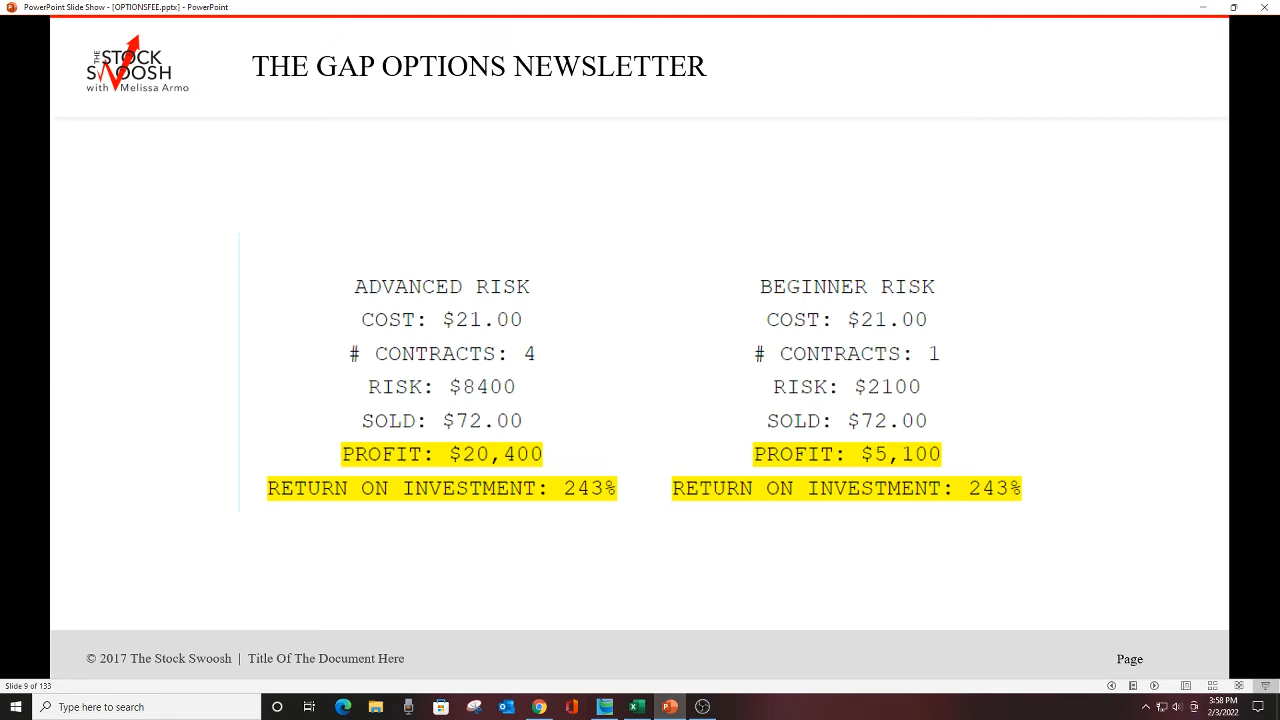 PowerPoint Slide Show - [OPTIONSFEE.pptx] - PowerPoint
THE STOCK
SWOOSH
with Melissa Armo
THE GAP OPTIONS NEWSLETTER
ADVANCED RISK
COST: $21.00
# CONTRACTS: 4
RISK: $8400
SOLD: $72.00
PROFIT: $20,400
RETURN ON INVESTMENT: 243%
BEGINNER RISK
COST: $21.00
# CONTRACTS: 1
RISK: $2100
SOLD: $72.00
PROFIT: $5,100
RETURN ON INVESTMENT: 243%
© 2017 The Stock Swoosh | Title Of The Document Here
Page
Slide 9 of 133
Type here to search
3:58 PM
2/3/2022